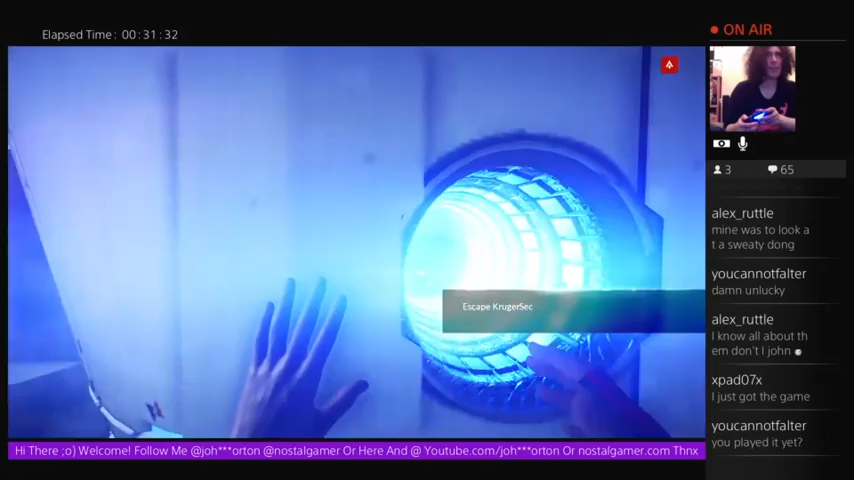 Elapsed Time: 00:31:32
ON AIR
3
65
alex_ruttle
mine was to look a
t a sweaty dong
youcannotfalter
damn unlucky
alex_ruttle
I know all about th
em don't I john
xpad07x
I just got the game
youcannotfalter
you played it yet?
Escape KrugerSec
Hi There ;o) Welcome! Follow Me @joh***orton @nostalgamer Or Here And @ Youtube.com/joh***orton Or nostalgamer.com Thnx